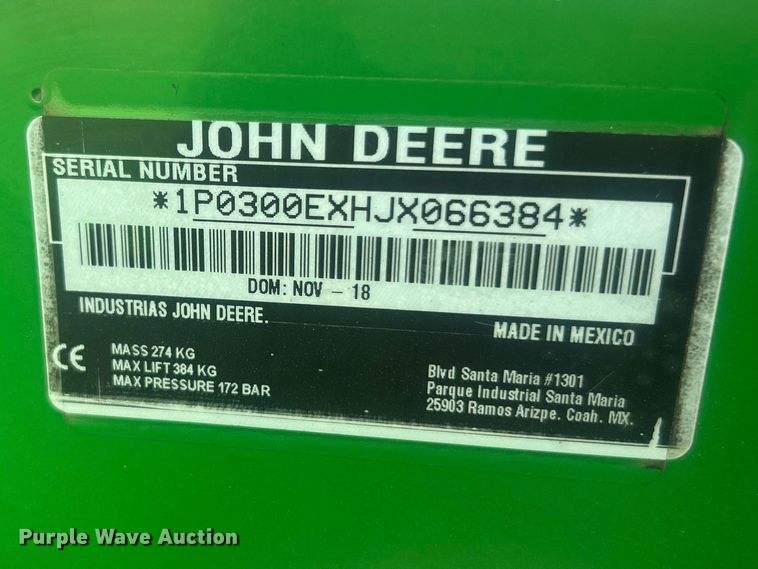 JOHN DEERE
SERIAL NUMBER
*1P0300EXHJX066384*
DOM: NOV - 18
INDUSTRIAS JOHN DEERE.
MADE IN MEXICO
CE
MASS 274 KG
MAX LIFT 384 KG
MAX PRESSURE 172 BAR
Blvd Santa Maria #1301
Parque Industrial Santa Maria
25903 Ramos Arizpe. Coah. MX.
Purple Wave Auction